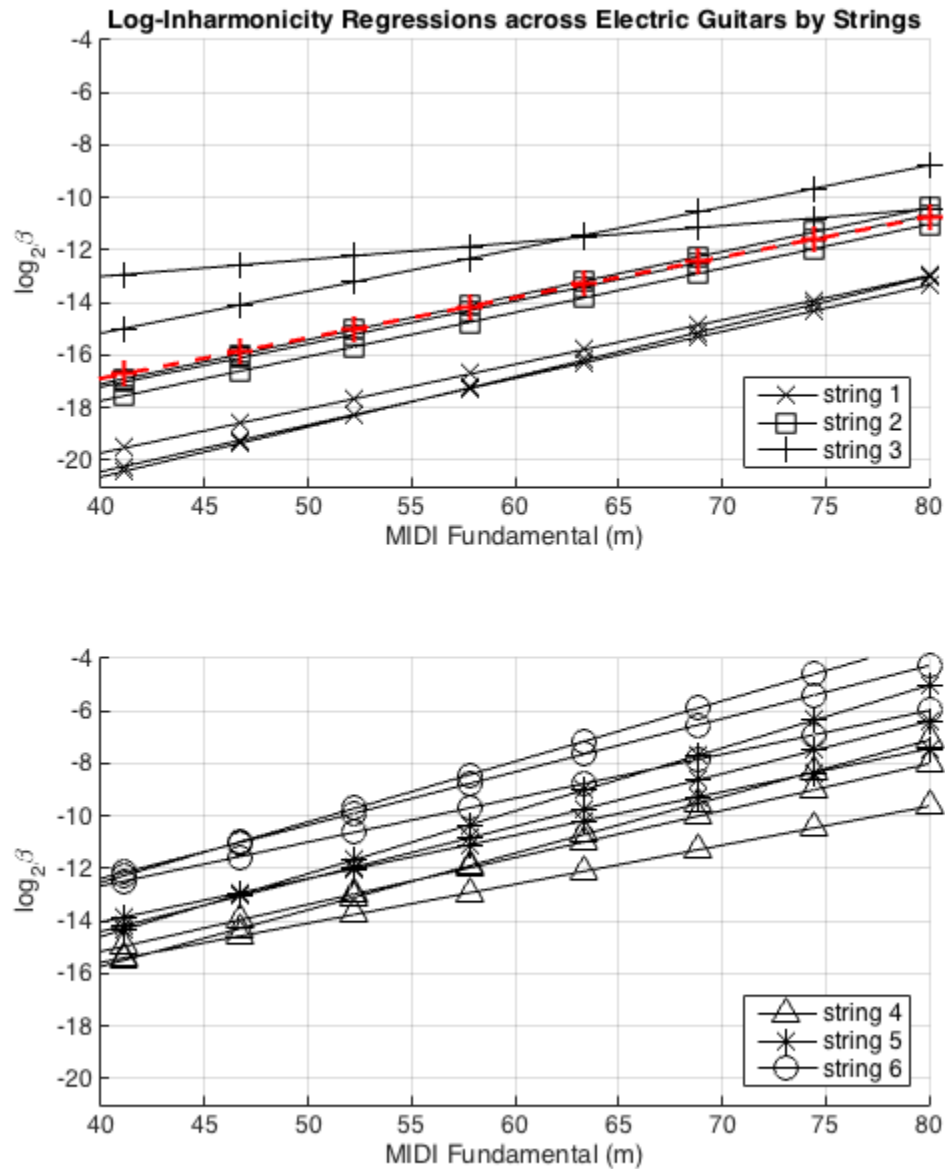 Log-Inharmonicity Regressions across Electric Guitars by Strings
-4
-6
-8
-10
-12
-14
-16
-18
-20
log₂β
40 45 50 55 60 65 70 75 80
MIDI Fundamental (m)
string 1
string 2
string 3
-4
-6
-8
-10
-12
-14
-16
-18
-20
log₂β
40 45 50 55 60 65 70 75 80
MIDI Fundamental (m)
string 4
string 5
string 6